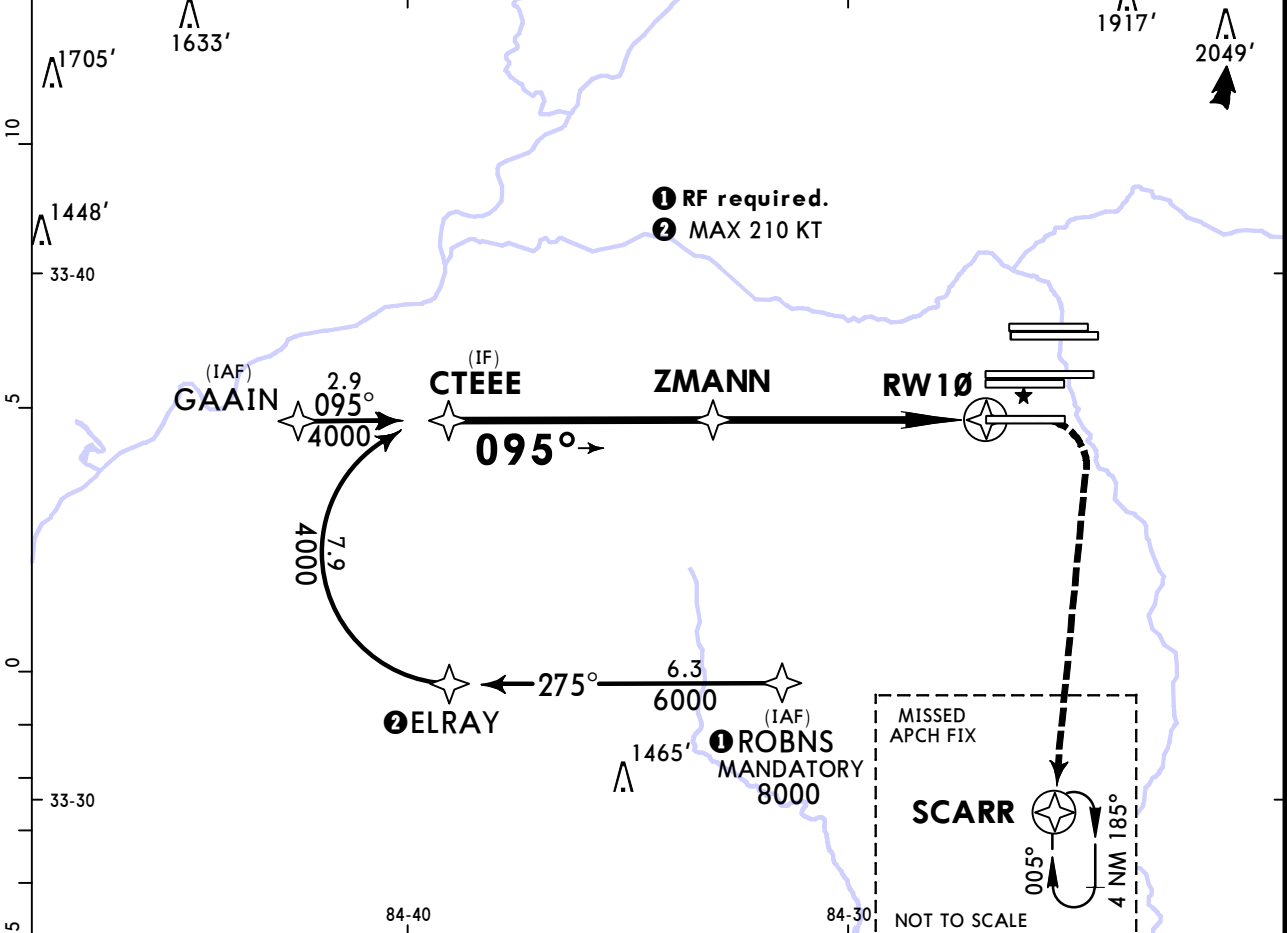 1633'
1917'
2049'
1705'
10
1448'
❶ RF required.
❷ MAX 210 KT
33-40
(IAF)
GAAIN
2.9
095°
4000
(IF)
CTEEE
ZMANN
RW1Ø
5
095°
4000
7.9
0
275°
6.3
6000
❷ELRAY
(IAF)
❶ROBNS
MANDATORY
8000
1465'
MISSED
APCH FIX
33-30
SCARR
005°
4 NM 185°
84-40
84-30
NOT TO SCALE
5